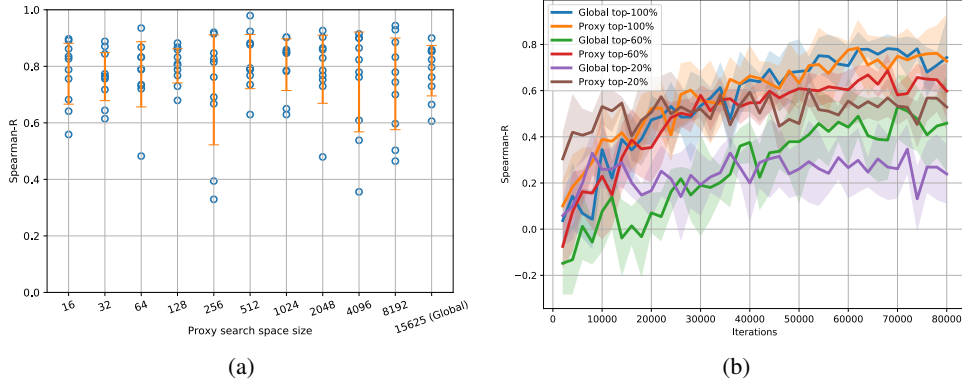 1.0
0.8
0.6
0.4
0.2
0.0
Spearman-R
16
32
64
128
256
512
1024
2048
4096
8192
15625 (Global)
Proxy search space size
(a)
Global top-100%
Proxy top-100%
Global top-60%
Proxy top-60%
Global top-20%
Proxy top-20%
0.8
0.6
0.4
0.2
0.0
−0.2
Spearman-R
0
10000
20000
30000
40000
50000
60000
70000
80000
Iterations
(b)